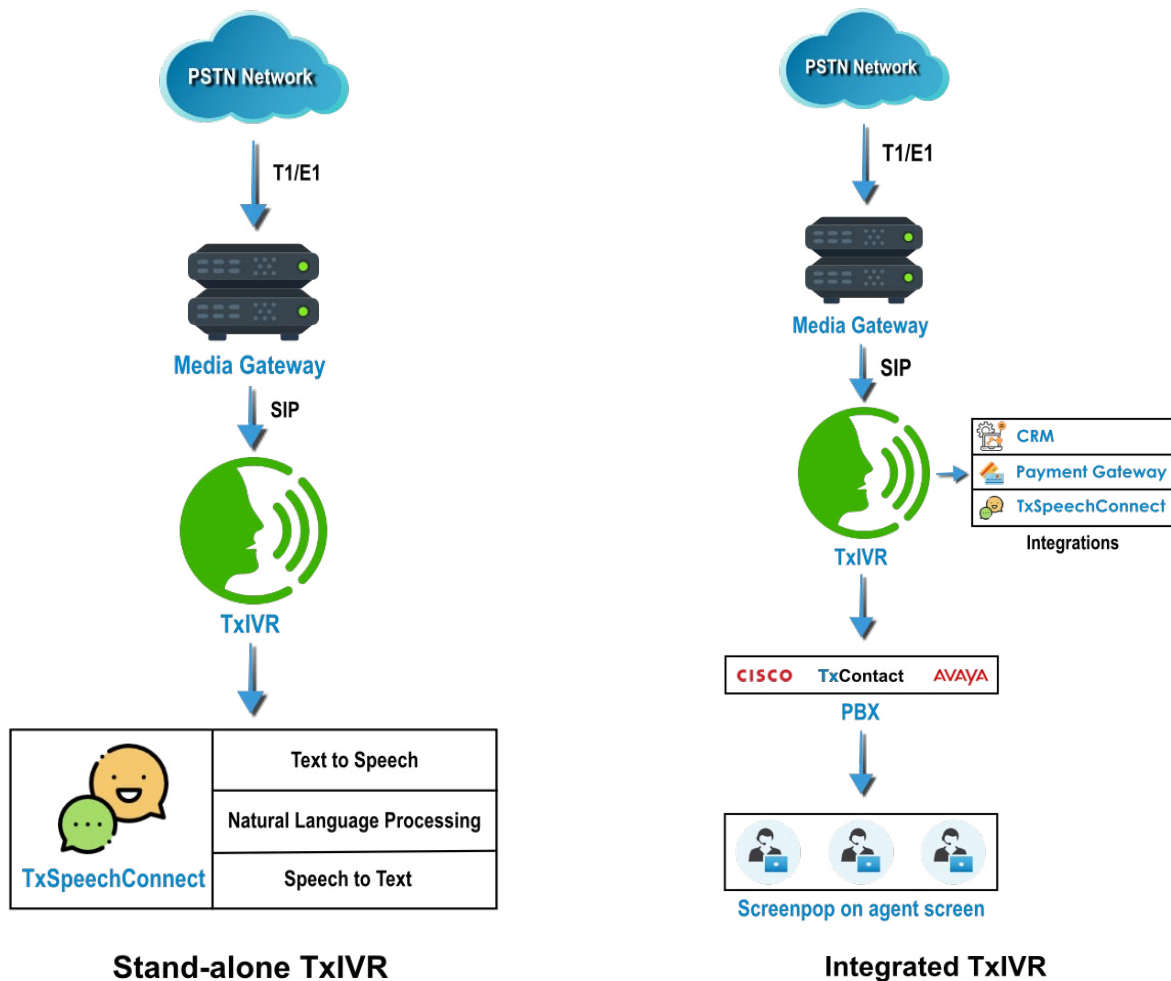 PSTN Network
T1/E1
Media Gateway
SIP
TxIVR
TxSpeechConnect
Text to Speech
Natural Language Processing
Speech to Text
Stand-alone TxIVR
PSTN Network
T1/E1
Media Gateway
SIP
TxIVR
CRM
Payment Gateway
TxSpeechConnect
Integrations
CISCO TxContact AVAYA
PBX
Screenpop on agent screen
Integrated TxIVR